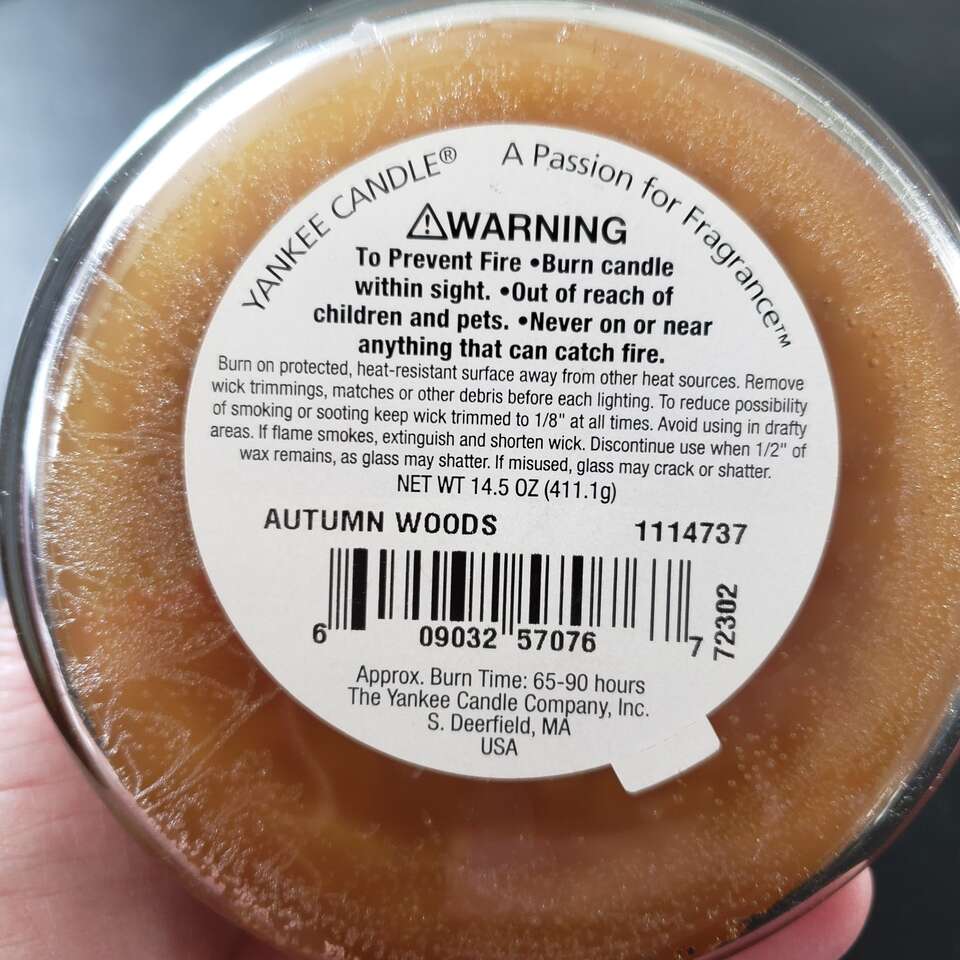 YANKEE CANDLE® A Passion for Fragrance™
⚠WARNING
To Prevent Fire •Burn candle
within sight. •Out of reach of
children and pets. •Never on or near
anything that can catch fire.
Burn on protected, heat-resistant surface away from other heat sources. Remove
wick trimmings, matches or other debris before each lighting. To reduce possibility
of smoking or sooting keep wick trimmed to 1/8" at all times. Avoid using in drafty
areas. If flame smokes, extinguish and shorten wick. Discontinue use when 1/2" of
wax remains, as glass may shatter. If misused, glass may crack or shatter.
NET WT 14.5 OZ (411.1g)
AUTUMN WOODS 1114737
6 09032 57076 7
72302
Approx. Burn Time: 65-90 hours
The Yankee Candle Company, Inc.
S. Deerfield, MA
USA